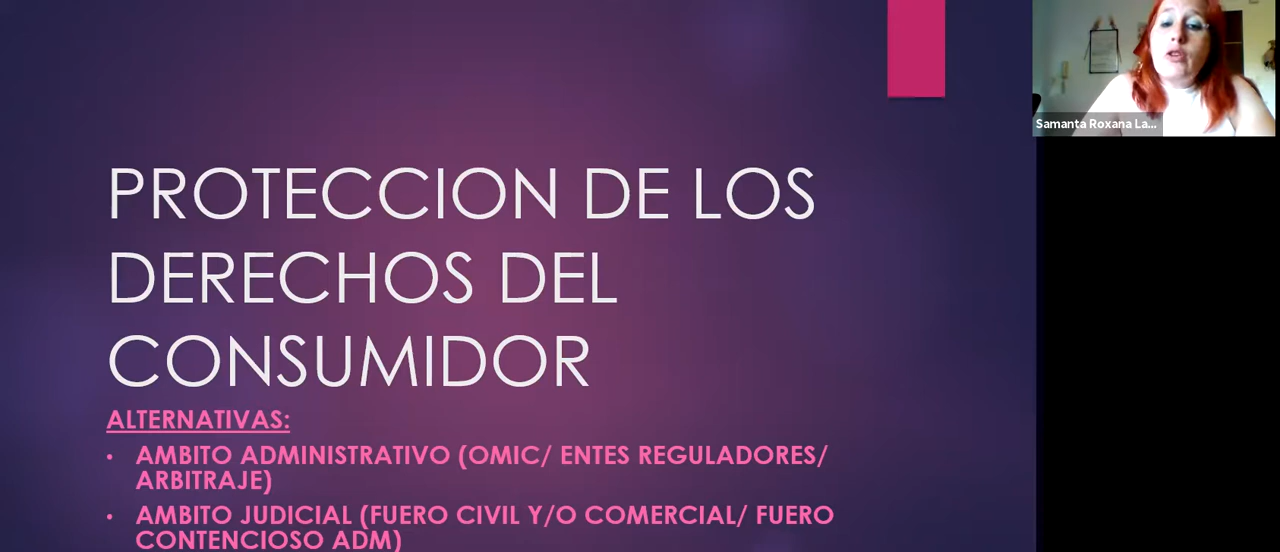 PROTECCION DE LOS
DERECHOS DEL
CONSUMIDOR
ALTERNATIVAS:
• AMBITO ADMINISTRATIVO (OMIC/ ENTES REGULADORES/
ARBITRAJE)
• AMBITO JUDICIAL (FUERO CIVIL Y/O COMERCIAL/ FUERO
CONTENCIOSO ADM)
Samanta Roxana La...